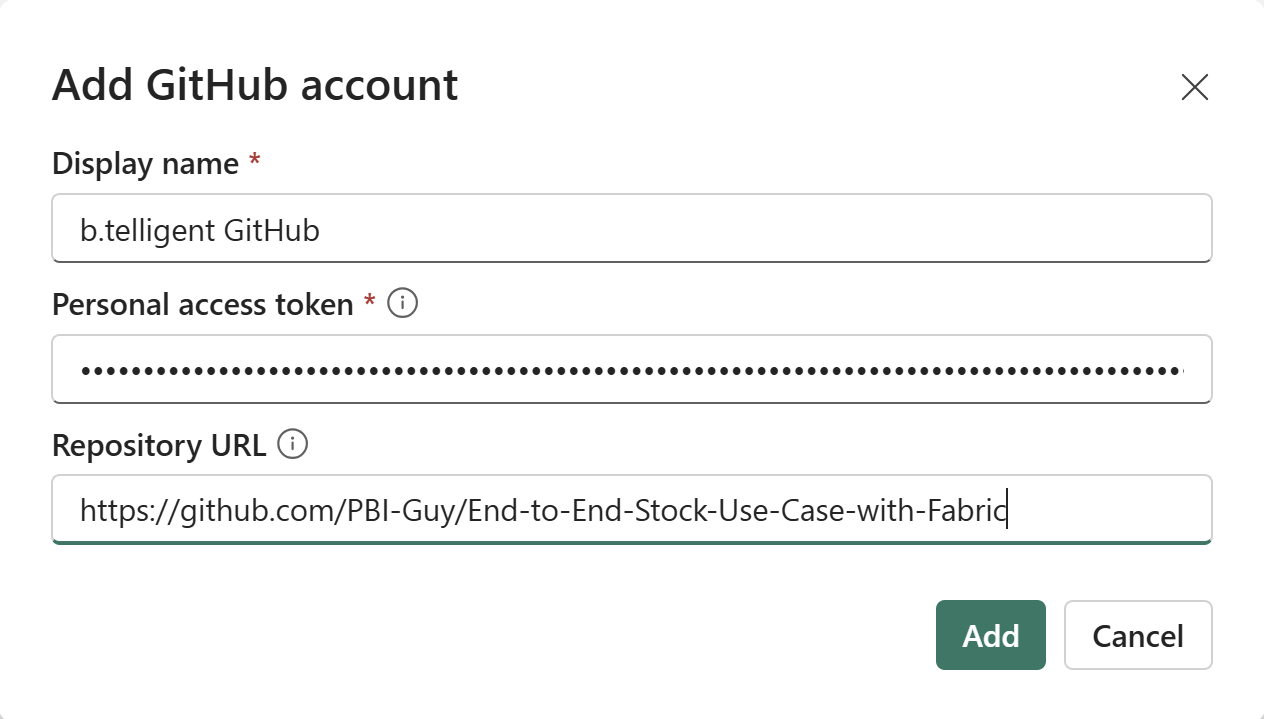 Add GitHub account
Display name *
b.telligent GitHub
Personal access token *
Repository URL
https://github.com/PBI-Guy/End-to-End-Stock-Use-Case-with-Fabric
Add Cancel